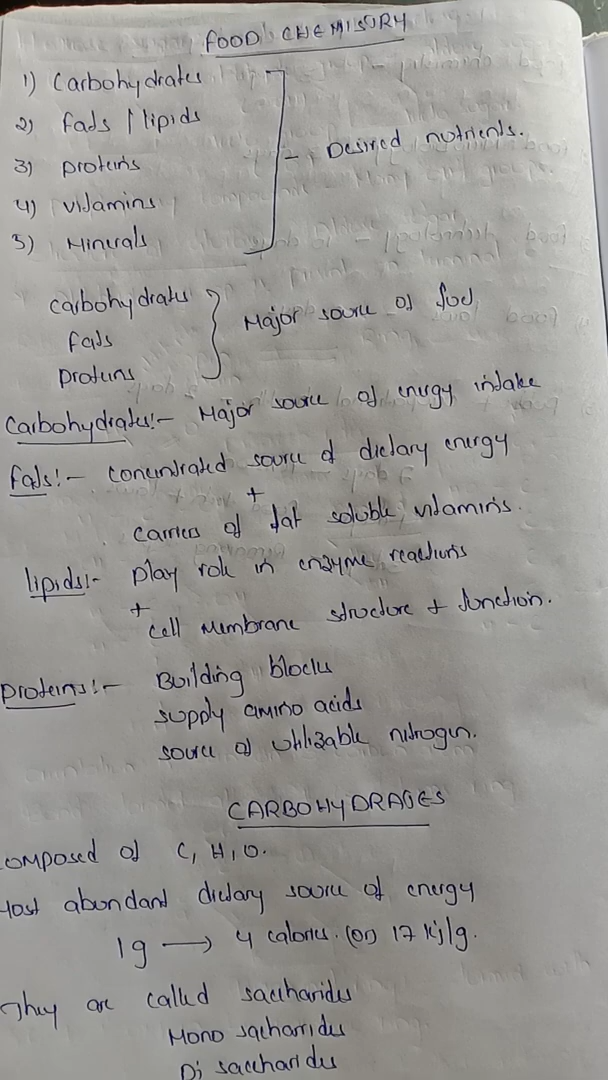 FOOD CHEMISORY
1) Carbohydrates
2) Fats / lipids
3) proteins
4) vitamins
5) Minerals
- Desired nutrients.
carbohydrates
Fats
proteins
Major source of fuel
Carbohydrates:- Major source of energy intake
Fats:- concentrated source of dietary energy
+
carriers of fat soluble vitamins.
lipids:- play role in enzyme reactions
+
cell membrane structure + function.
proteins:- Building blocks
supply amino acids
source of utilizable nitrogen.
CARBOHYDRATES
composed of C, H, O.
Most abundant dietary source of energy
1g → 4 calories. (or) 17 kj/g.
They are called saccharides
Mono sacharrides
Di saccharides